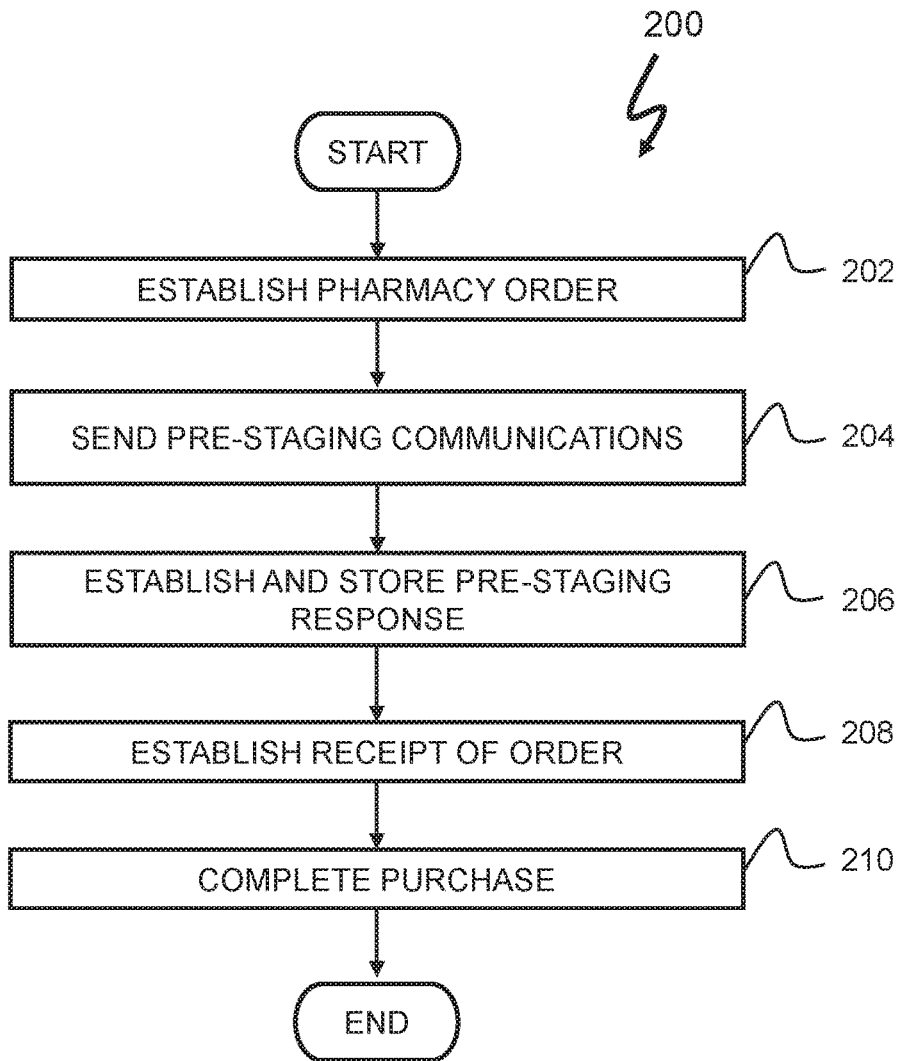 200
START
ESTABLISH PHARMACY ORDER
202
SEND PRE-STAGING COMMUNICATIONS
204
ESTABLISH AND STORE PRE-STAGING
RESPONSE
206
ESTABLISH RECEIPT OF ORDER
208
COMPLETE PURCHASE
210
END